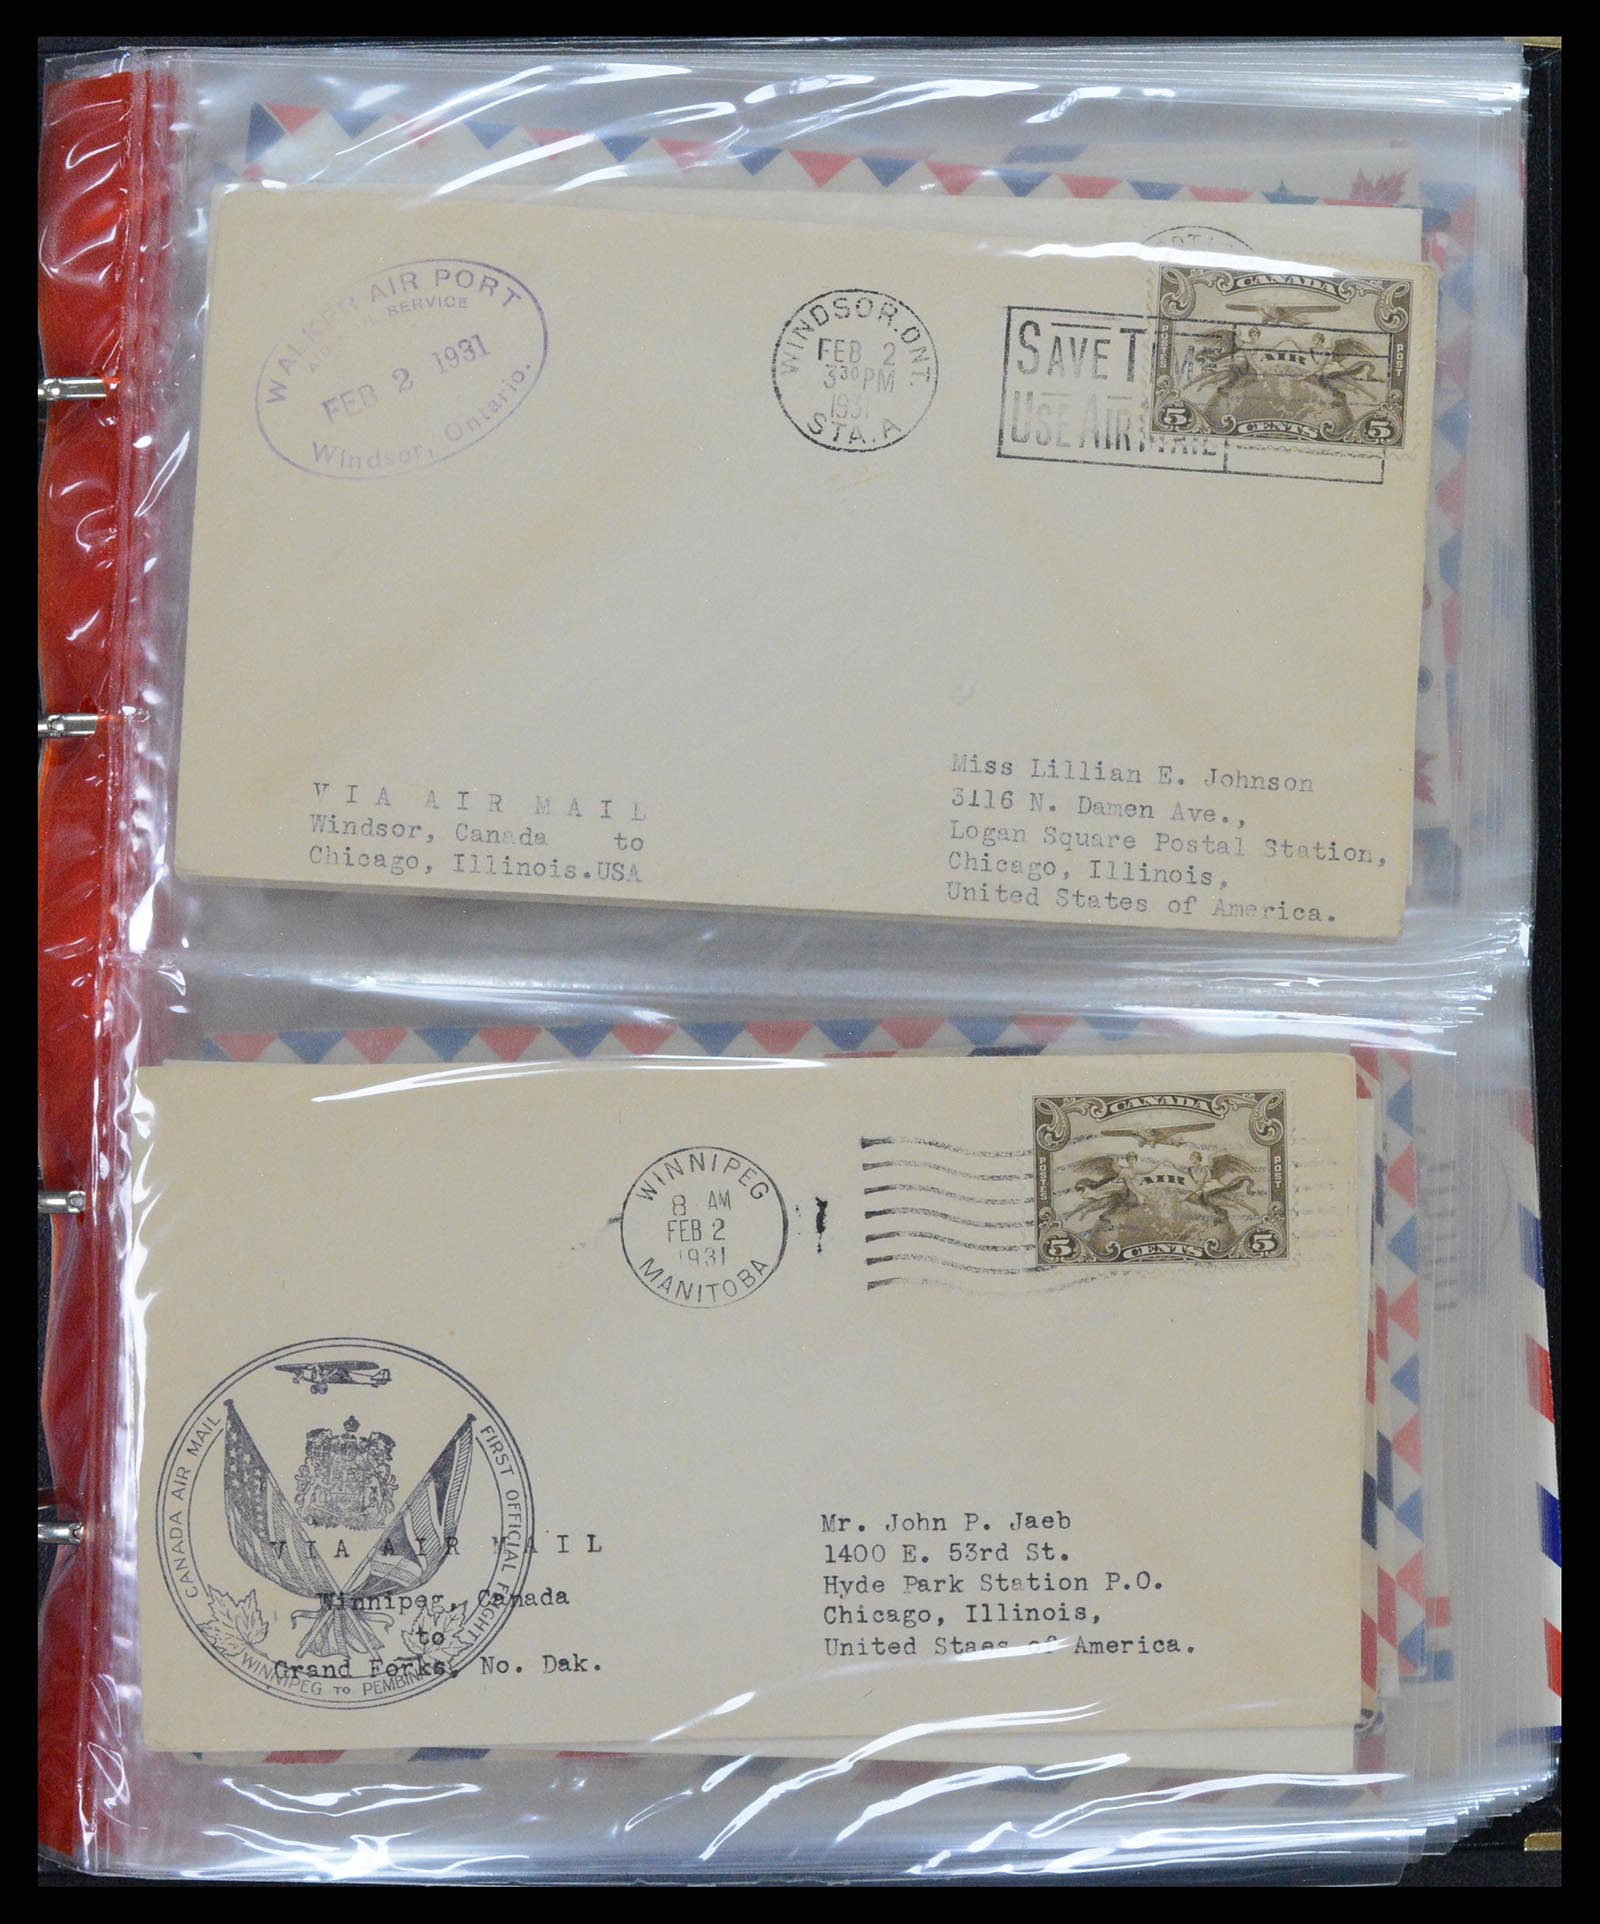 WALKER AIR PORT
SERVICE
FEB 2 1931
Windsor, Ontario.
WINDSOR. ONT.
FEB 2
3 30 PM
1931
STA. A
SAVE TIME
USE AIR MAIL
CANADA
POSTES AIR POST
5 CENTS 5
VIA AIR MAIL
Windsor, Canada to
Chicago, Illinois.USA
Miss Lillian E. Johnson
3116 N. Damen Ave.,
Logan Square Postal Station,
Chicago, Illinois,
United States of America.
WINNIPEG
8 AM
FEB 2
1931
MANITOBA
CANADA
POSTES AIR POST
5 CENTS 5
CANADA AIR MAIL FIRST OFFICIAL FLIGHT
WINNIPEG TO PEMBINA
VIA AIR MAIL
Winnipeg, Canada
to
Grand Forks, No. Dak.
Mr. John P. Jaeb
1400 E. 53rd St.
Hyde Park Station P.O.
Chicago, Illinois,
United Staes of America.